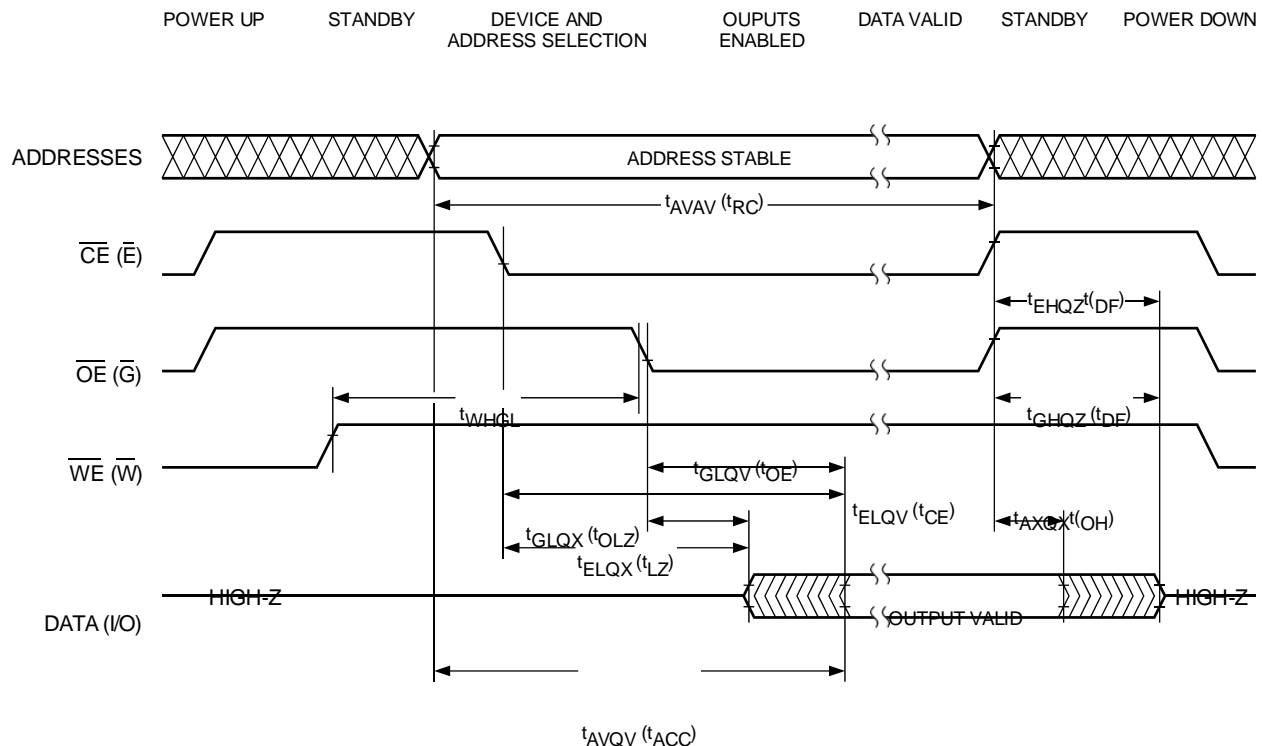 POWER UP STANDBY DEVICE AND ADDRESS SELECTION OUPUTS ENABLED DATA VALID STANDBY POWER DOWN
ADDRESSES
ADDRESS STABLE
tAVAV (tRC)
CE (E)
tEHQZt(DF)
OE (G)
tWHGL
tGHQZ (tDF)
WE (W)
tGLQV (tOE)
tELQV (tCE)
tAXQXt(OH)
tGLQX (tOLZ)
tELQX (tLZ)
HIGH-Z
HIGH-Z
OUTPUT VALID
DATA (I/O)
tAVQV (tACC)